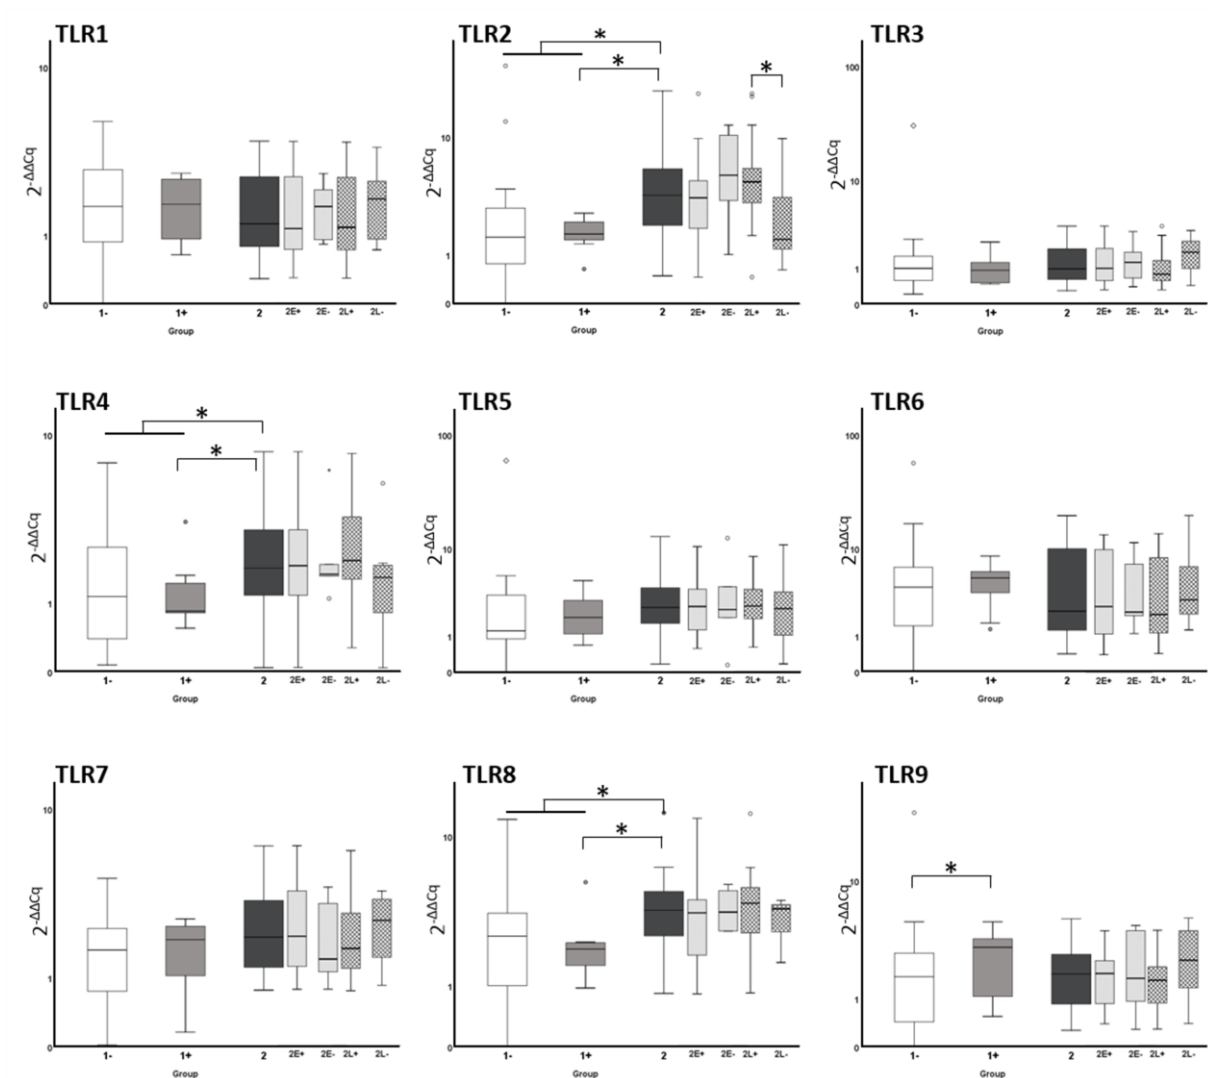 TLR1
10
1
0
2-ΔΔCq
1- 1+ 2 2E+ 2E- 2L+ 2L-
Group
TLR2
* * *
10
1
0
2-ΔΔCq
1- 1+ 2 2E+ 2E- 2L+ 2L-
Group
TLR3
100
10
1
0
2-ΔΔCq
1- 1+ 2 2E+ 2E- 2L+ 2L-
Group
TLR4
* *
10
1
0
2-ΔΔCq
1- 1+ 2 2E+ 2E- 2L+ 2L-
Group
TLR5
100
10
1
0
2-ΔΔCq
1- 1+ 2 2E+ 2E- 2L+ 2L-
Group
TLR6
100
10
1
0
2-ΔΔCq
1- 1+ 2 2E+ 2E- 2L+ 2L-
Group
TLR7
10
1
0
2-ΔΔCq
1- 1+ 2 2E+ 2E- 2L+ 2L-
Group
TLR8
* *
10
1
0
2-ΔΔCq
1- 1+ 2 2E+ 2E- 2L+ 2L-
Group
TLR9
*
10
1
0
2-ΔΔCq
1- 1+ 2 2E+ 2E- 2L+ 2L-
Group